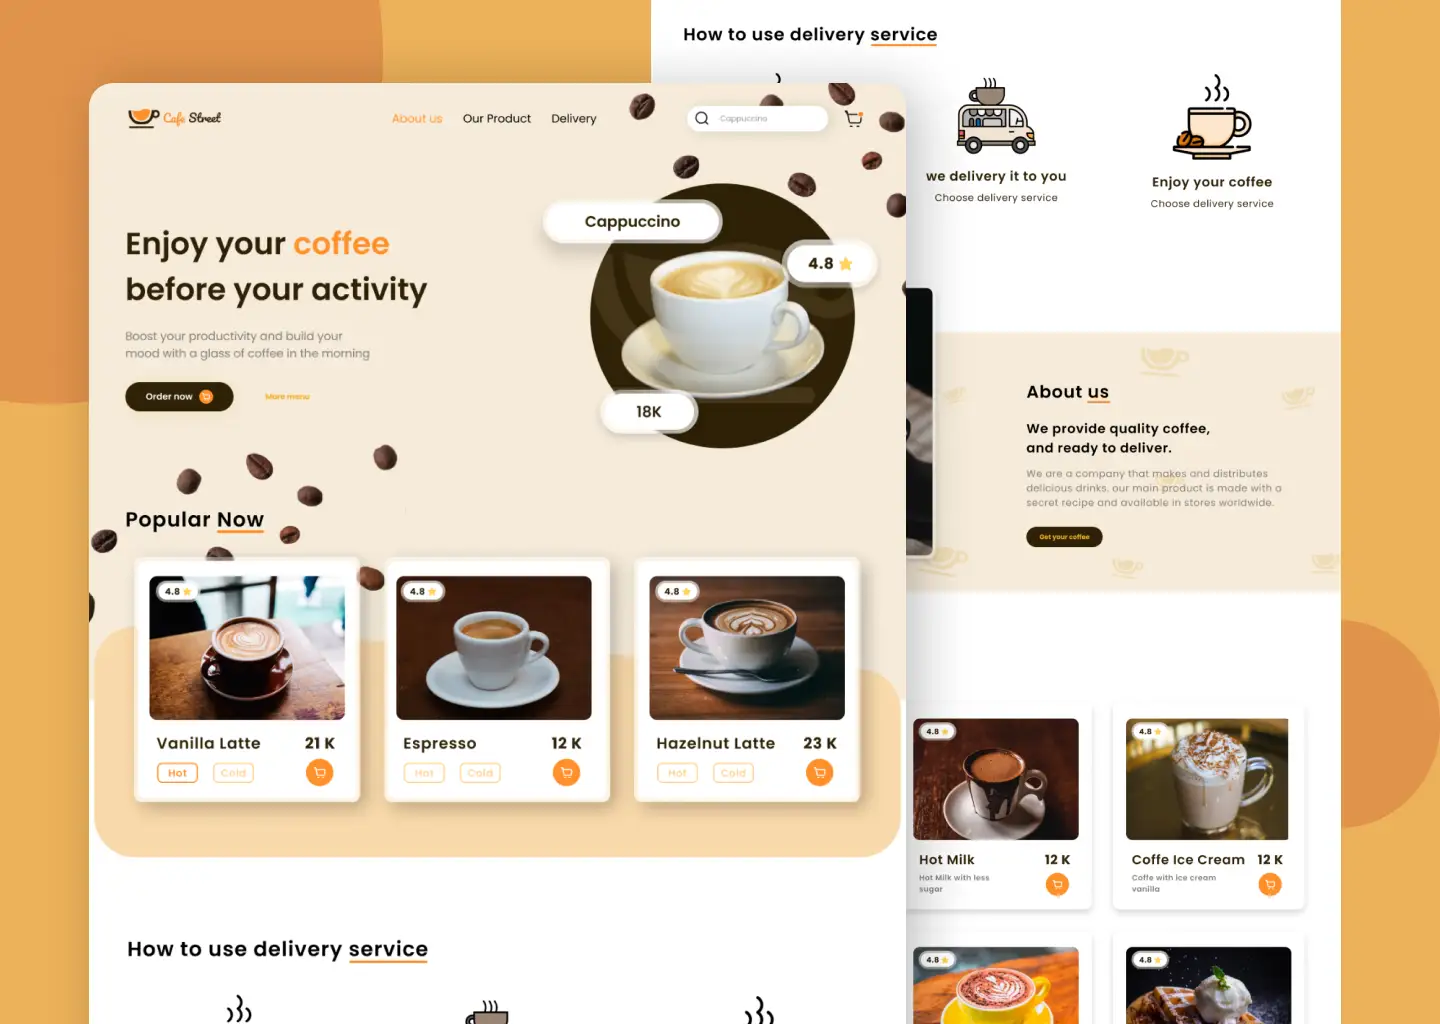 Cafe Street
About us
Our Product
Delivery
Cappuccino
Enjoy your coffee
before your activity
Boost your productivity and build your
mood with a glass of coffee in the morning
Order now
More menu
Cappuccino
4.8
18K
Popular Now
4.8
Vanilla Latte
21 K
Hot
Cold
4.8
Espresso
12 K
Hot
Cold
4.8
Hazelnut Latte
23 K
Hot
Cold
How to use delivery service
How to use delivery service
we delivery it to you
Choose delivery service
Enjoy your coffee
Choose delivery service
About us
We provide quality coffee,
and ready to deliver.
We are a company that makes and distributes
delicious drinks. our main product is made with a
secret recipe and available in stores worldwide.
Get your coffee
4.8
Hot Milk
12 K
Hot Milk with less
sugar
4.8
Coffe Ice Cream
12 K
Coffe with ice cream
vanilla
4.8
4.8